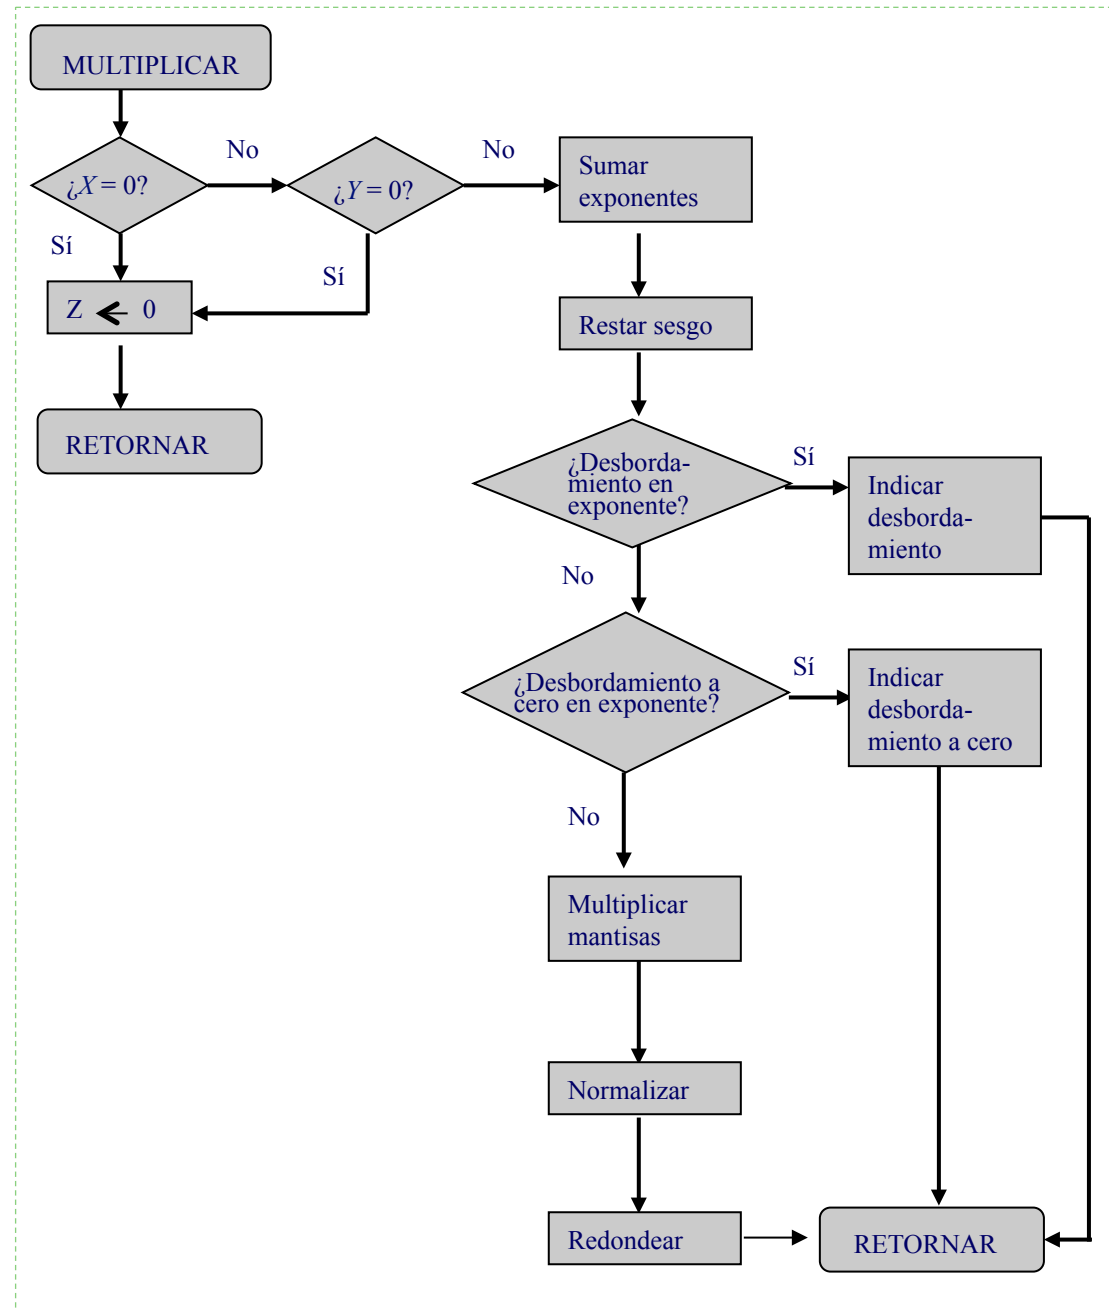 MULTIPLICAR
¿X = 0?
No
¿Y = 0?
No
Sumar
exponentes
Sí
Sí
Z ← 0
Restar sesgo
RETORNAR
¿Desborda-
miento en
exponente?
Sí
Indicar
desborda-
miento
No
¿Desbordamiento a
cero en exponente?
Sí
Indicar
desborda-
miento a cero
No
Multiplicar
mantisas
Normalizar
Redondear
RETORNAR